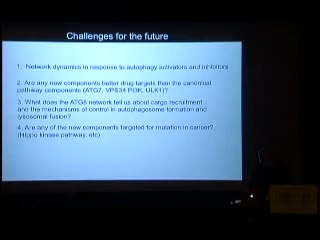 Challenges for the future
1. Network dynamics in response to autophagy activators and inhibitors
2. Are any new components better drug targets than the canonical
pathway components (ATG7, VPS34 PI3K, ULK1)?
3. What does the ATG8 network tell us about cargo recruitment
and the mechanisms of control in autophagosome formation and
lysosomal fusion?
4. Are any of the new components targeted for mutation in cancer?
(Hippo kinase pathway, etc)